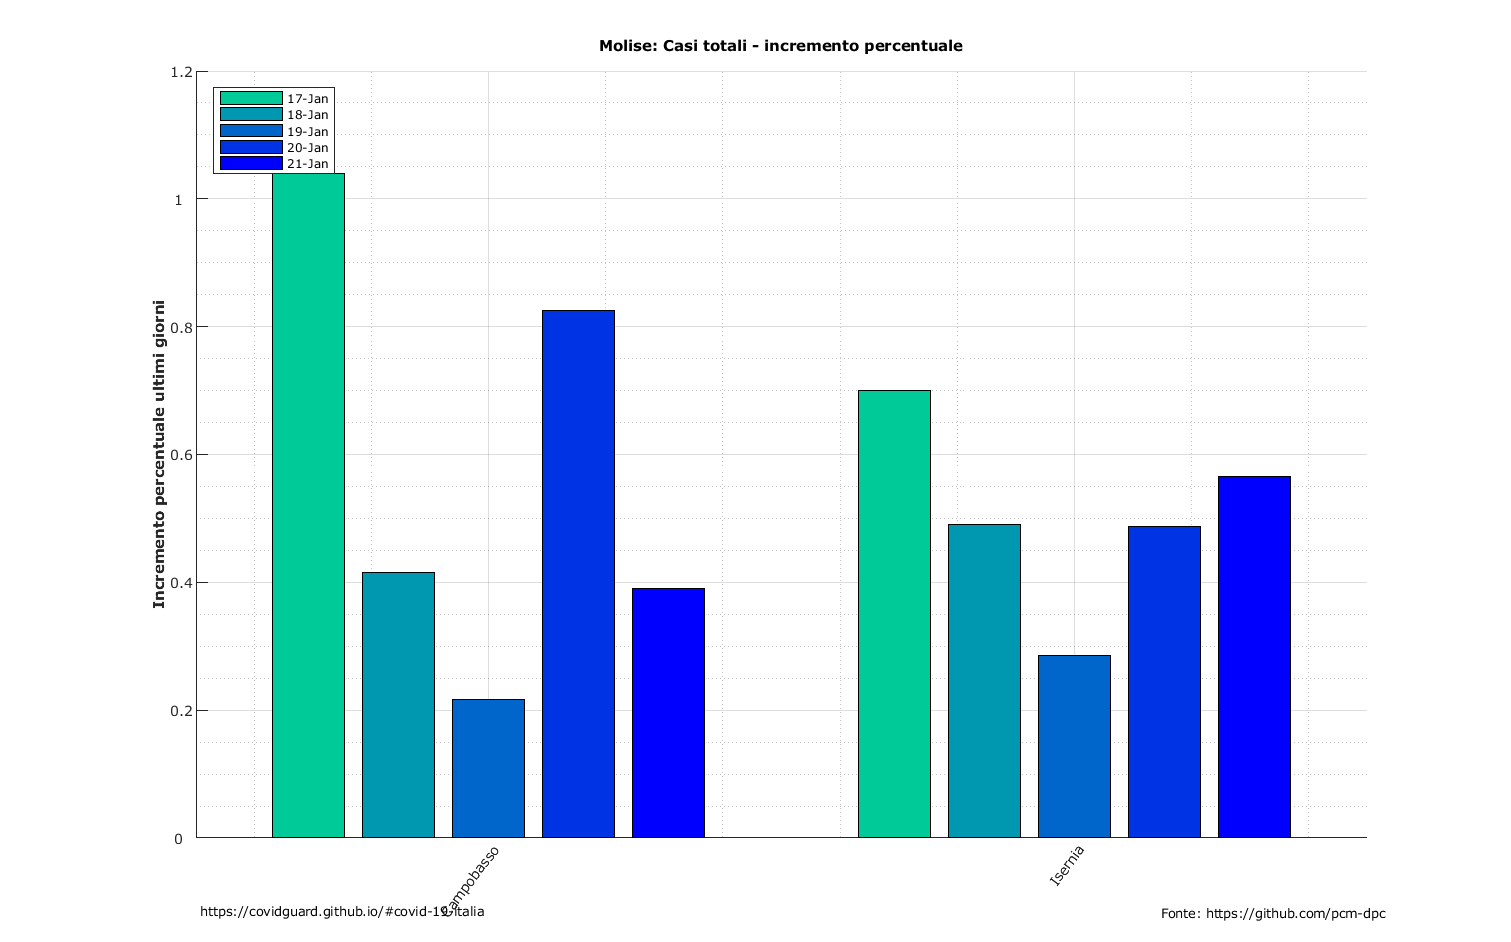 Molise: Casi totali - incremento percentuale
1.2
1
0.8
0.6
0.4
0.2
0
Incremento percentuale ultimi giorni
17-Jan
18-Jan
19-Jan
20-Jan
21-Jan
Campobasso
Isernia
https://covidguard.github.io/#covid-19-italia
Fonte: https://github.com/pcm-dpc